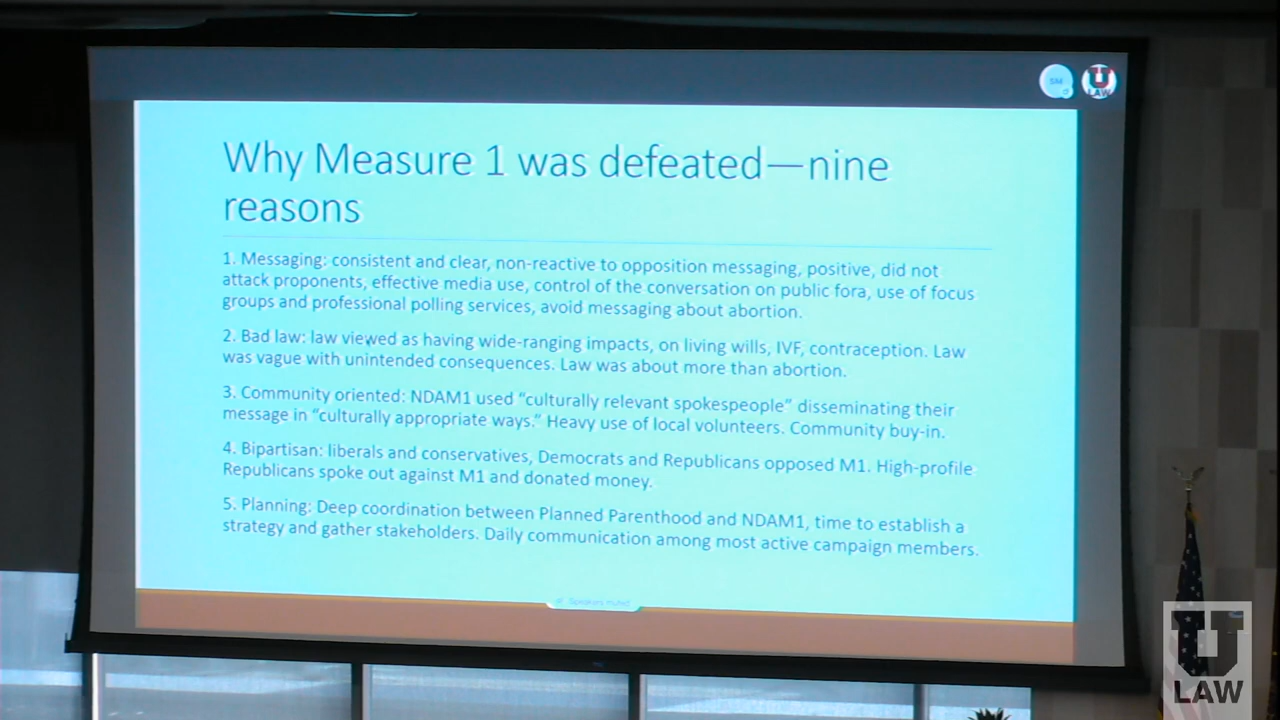 SM
U
LAW
Why Measure 1 was defeated—nine
reasons
1. Messaging: consistent and clear, non-reactive to opposition messaging, positive, did not
attack proponents, effective media use, control of the conversation on public fora, use of focus
groups and professional polling services, avoid messaging about abortion.
2. Bad law: law viewed as having wide-ranging impacts, on living wills, IVF, contraception. Law
was vague with unintended consequences. Law was about more than abortion.
3. Community oriented: NDAM1 used “culturally relevant spokespeople” disseminating their
message in “culturally appropriate ways.” Heavy use of local volunteers. Community buy-in.
4. Bipartisan: liberals and conservatives, Democrats and Republicans opposed M1. High-profile
Republicans spoke out against M1 and donated money.
5. Planning: Deep coordination between Planned Parenthood and NDAM1, time to establish a
strategy and gather stakeholders. Daily communication among most active campaign members.
Speakers muted
U
LAW